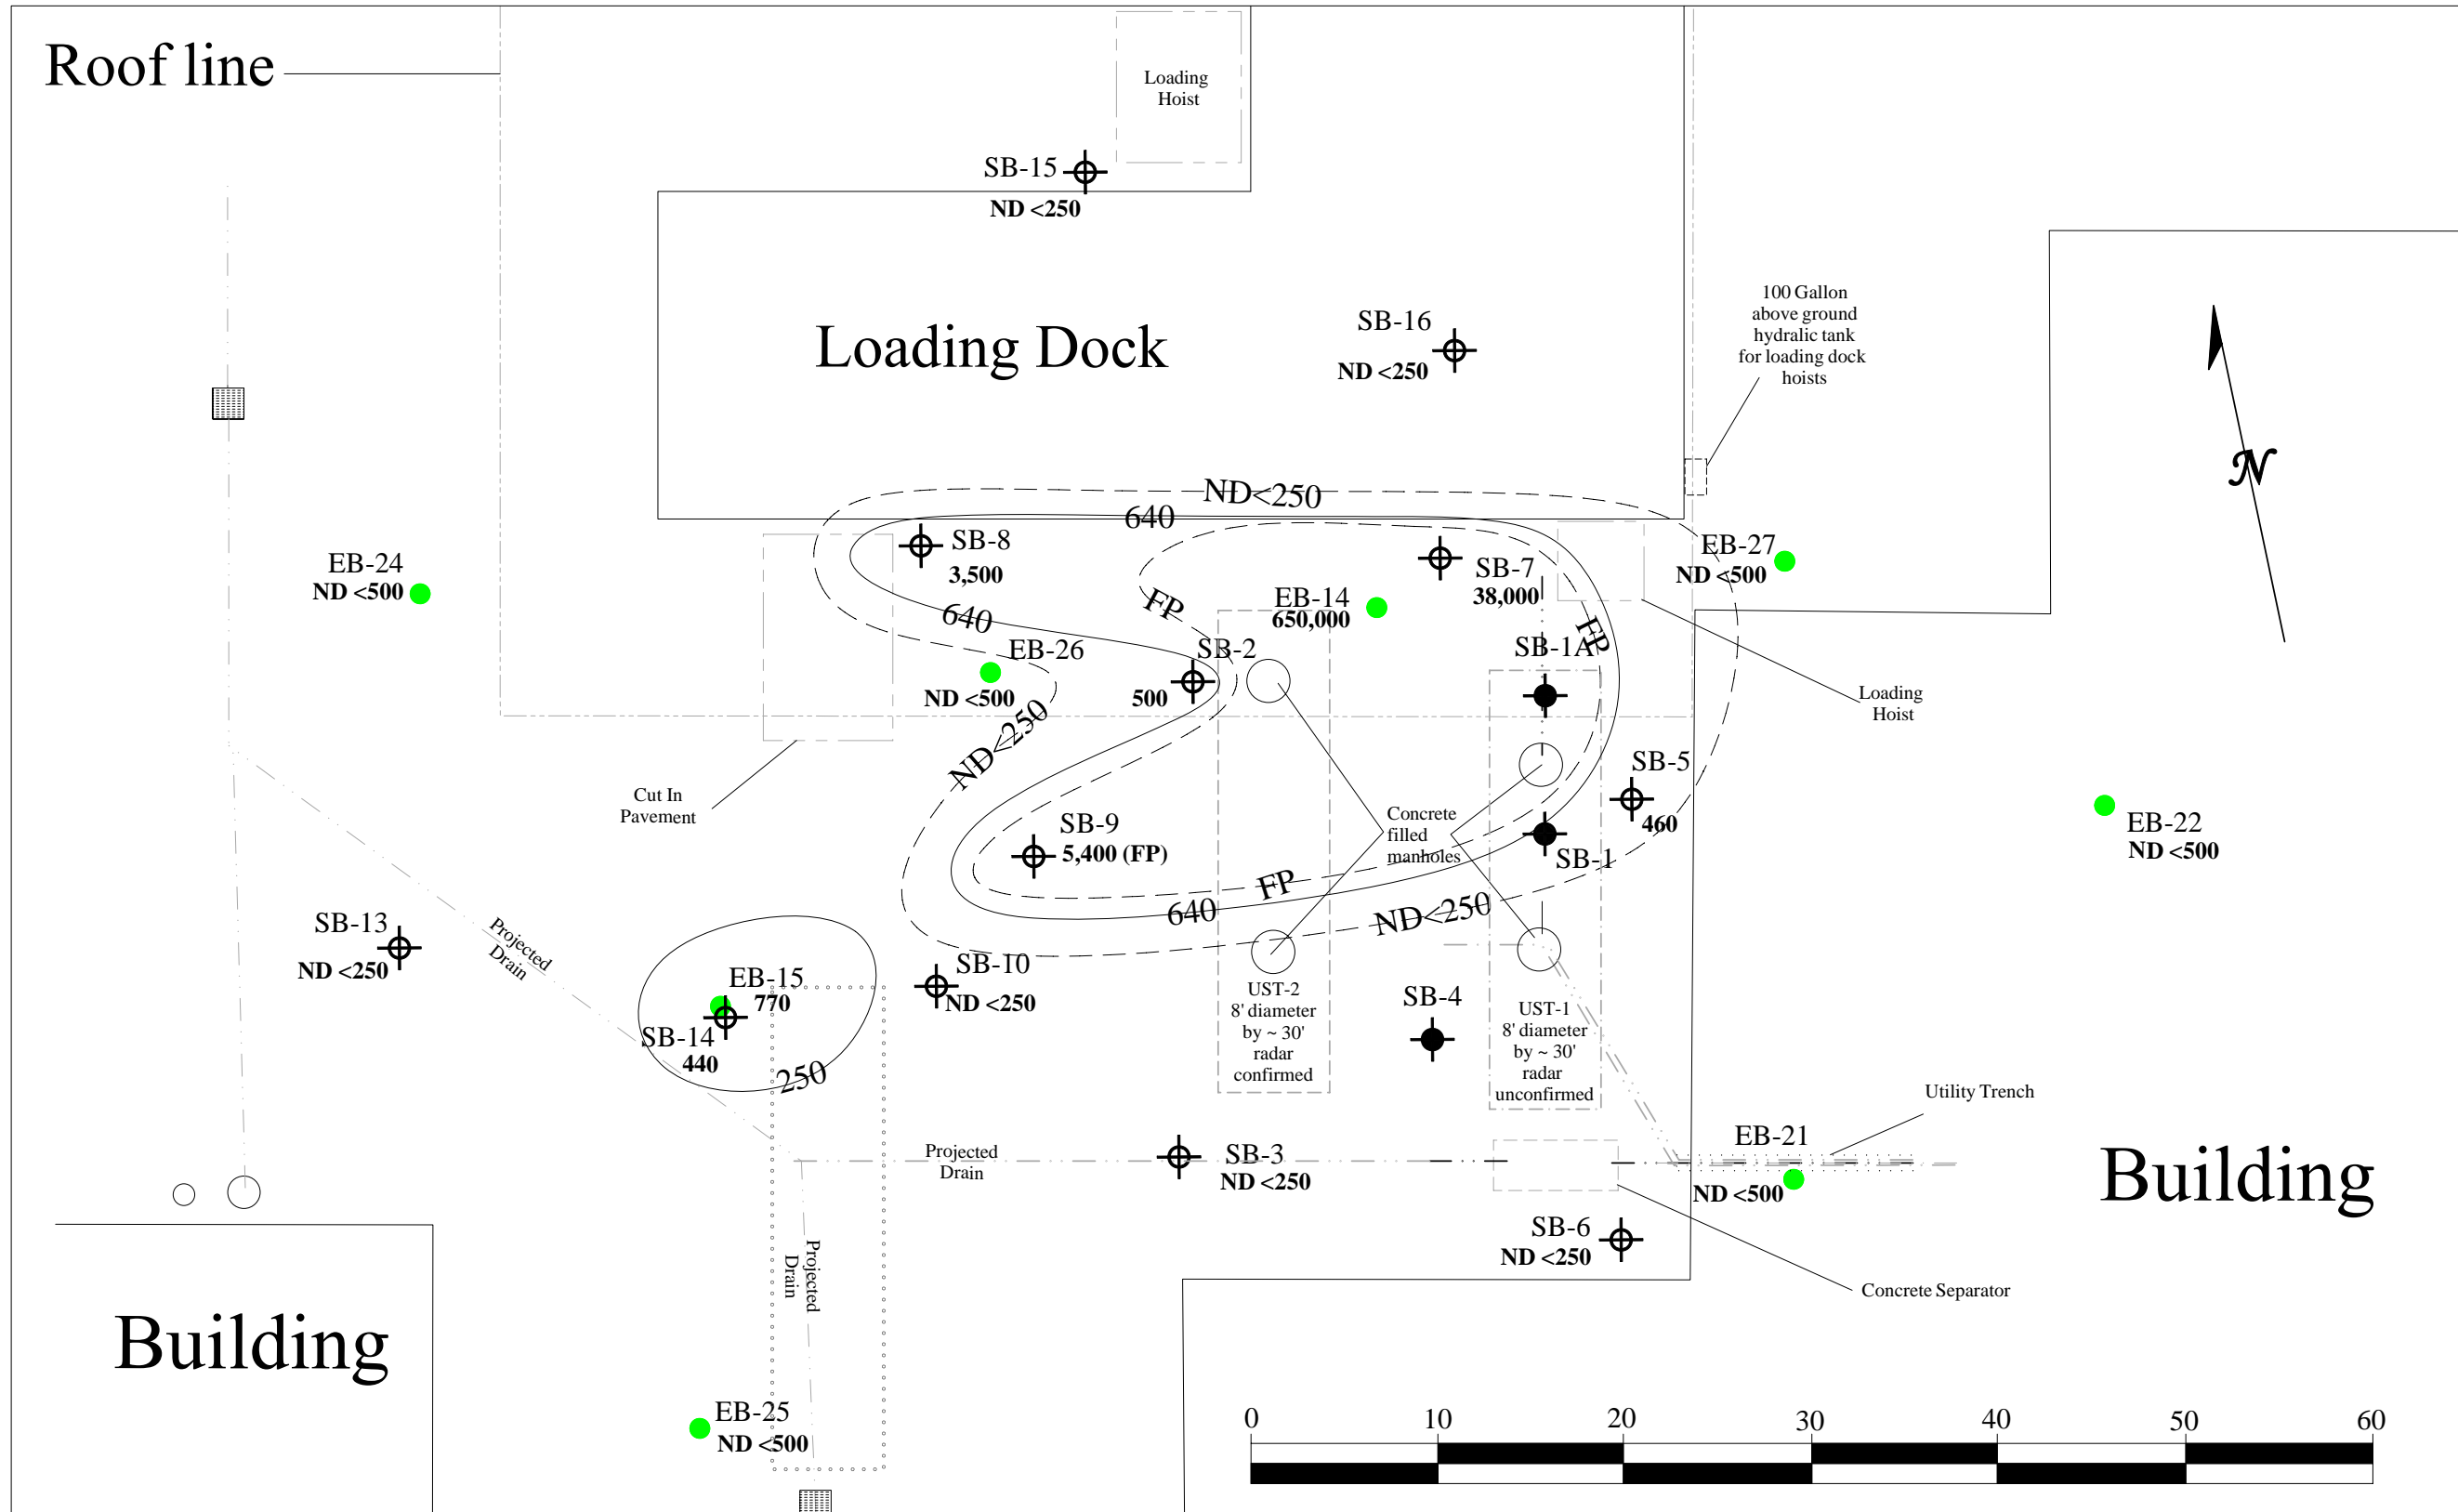 Roof line
Loading
Hoist
SB-15
ND <250
Loading Dock
SB-16
ND <250
100 Gallon
above ground
hydralic tank
for loading dock
hoists
N
ND<250
640
SB-8
3,500
640
FP
EB-14
650,000
SB-7
38,000
FP
EB-27
ND <500
EB-24
ND <500
EB-26
ND <500
SB-2
500
SB-1A
Loading
Hoist
ND<250
Cut In
Pavement
SB-5
460
Concrete
filled
manholes
SB-9
5,400 (FP)
SB-1
EB-22
ND <500
FP
640
ND<250
SB-13
ND <250
Projected
Drain
EB-15
770
SB-14
440
250
SB-10
ND <250
UST-2
8' diameter
by ~ 30'
radar
confirmed
SB-4
UST-1
8' diameter
by ~ 30'
radar
unconfirmed
Utility Trench
EB-21
ND <500
Building
Projected
Drain
SB-3
ND <250
SB-6
ND <250
Concrete Separator
Projected
Drain
Building
EB-25
ND <500
0 10 20 30 40 50 60